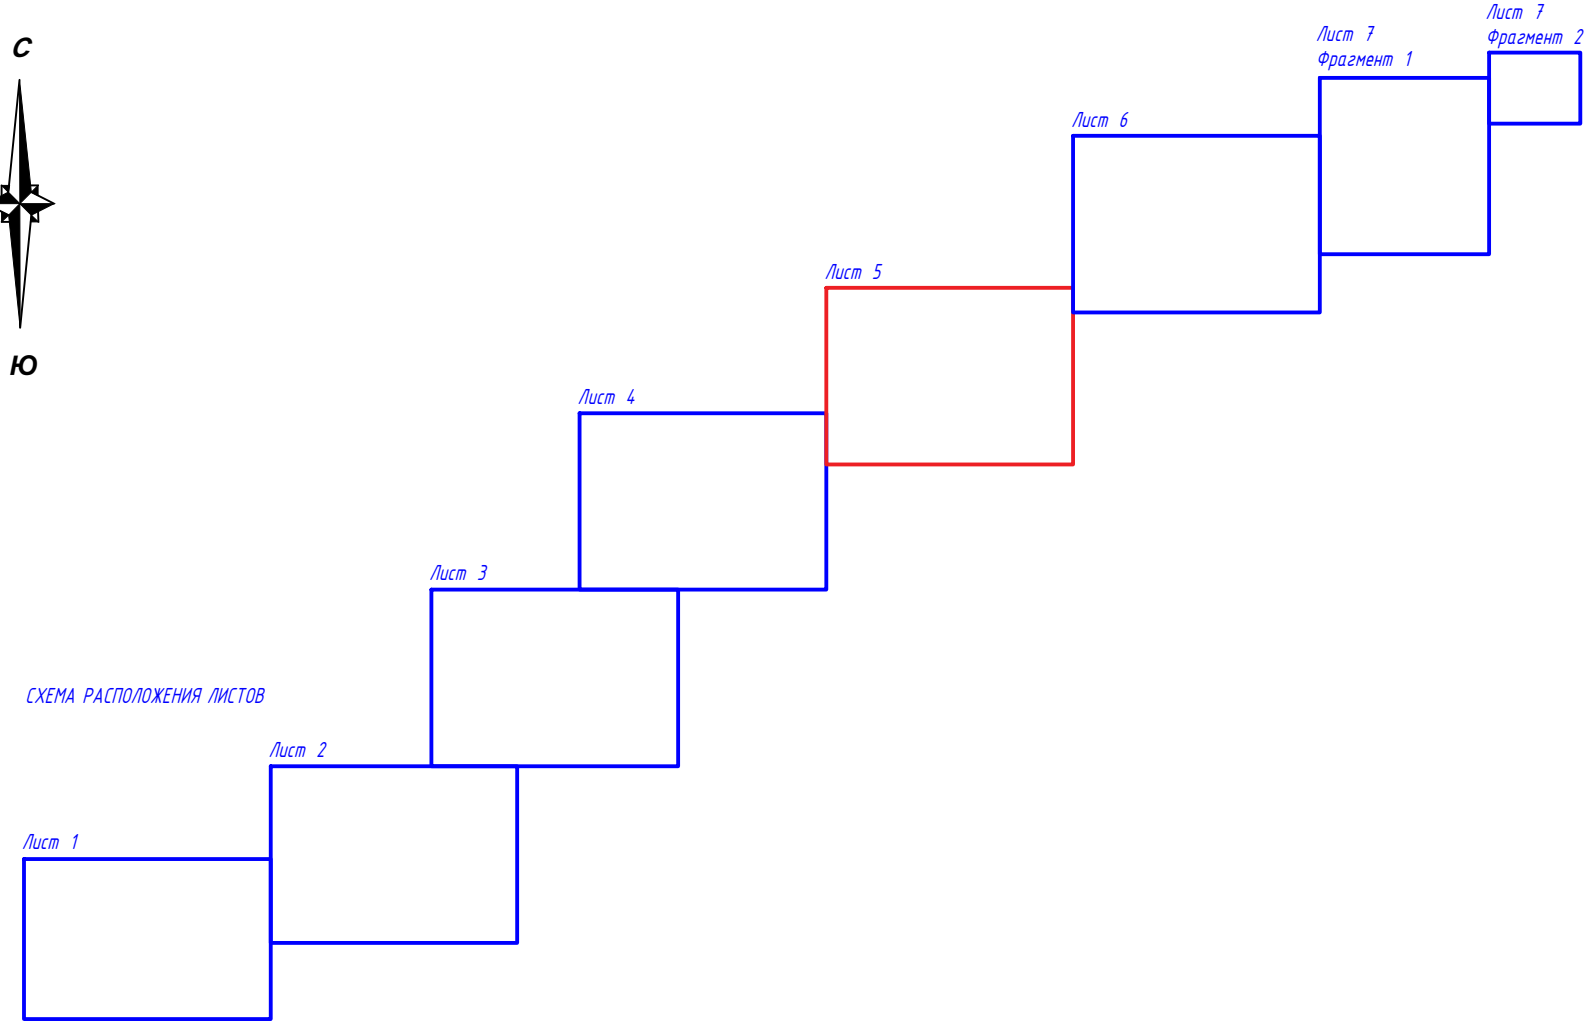 Лист 7
Фрагмент 2
Лист 7
Фрагмент 1
С
Лист 6
Лист 5
Ю
Лист 4
Лист 3
СХЕМА РАСПОЛОЖЕНИЯ ЛИСТОВ
Лист 2
Лист 1